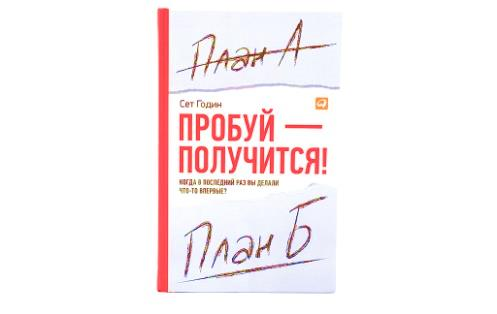 План А
Сет Годин
ПРОБУЙ —
ПОЛУЧИТСЯ!
КОГДА В ПОСЛЕДНИЙ РАЗ ВЫ ДЕЛАЛИ
ЧТО-ТО ВПЕРВЫЕ?
План Б